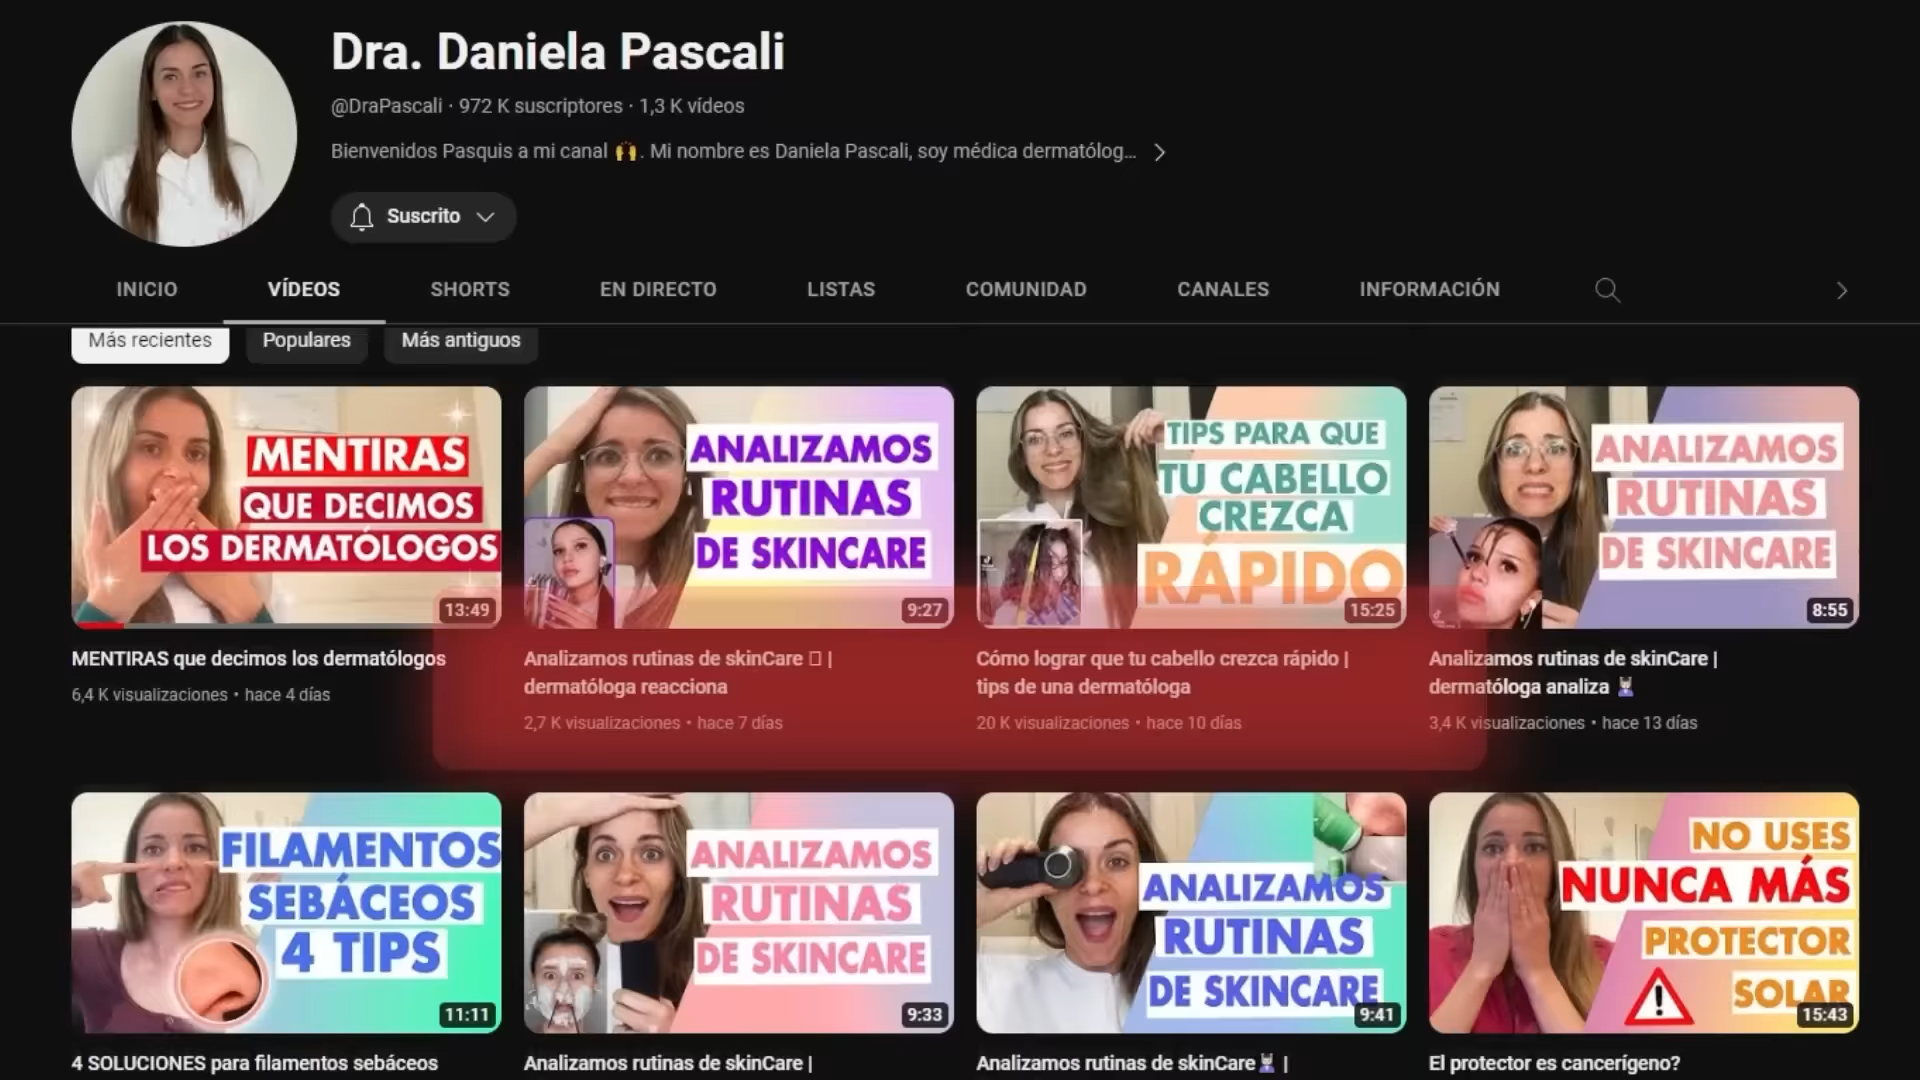 Dra. Daniela Pascali
@DraPascali · 972 K suscriptores · 1,3 K vídeos
Bienvenidos Pasquis a mi canal 🙌. Mi nombre es Daniela Pascali, soy médica dermatólog...
Suscrito
INICIO VÍDEOS SHORTS EN DIRECTO LISTAS COMUNIDAD CANALES INFORMACIÓN
Más recientes Populares Más antiguos
MENTIRAS
QUE DECIMOS
LOS DERMATÓLOGOS
13:49
ANALIZAMOS
RUTINAS
DE SKINCARE
9:27
TIPS PARA QUE
TU CABELLO
CREZCA
RÁPIDO
15:25
ANALIZAMOS
RUTINAS
DE SKINCARE
8:55
MENTIRAS que decimos los dermatólogos
6,4 K visualizaciones • hace 4 días
Analizamos rutinas de skinCare |
dermatóloga reacciona
2,7 K visualizaciones • hace 7 días
Cómo lograr que tu cabello crezca rápido |
tips de una dermatóloga
20 K visualizaciones • hace 10 días
Analizamos rutinas de skinCare |
dermatóloga analiza
3,4 K visualizaciones • hace 13 días
FILAMENTOS
SEBÁCEOS
4 TIPS
11:11
ANALIZAMOS
RUTINAS
DE SKINCARE
9:33
ANALIZAMOS
RUTINAS
DE SKINCARE
9:41
NO USES
NUNCA MÁS
PROTECTOR
SOLAR
15:43
4 SOLUCIONES para filamentos sebáceos
Analizamos rutinas de skinCare |
Analizamos rutinas de skinCare |
El protector es cancerígeno?